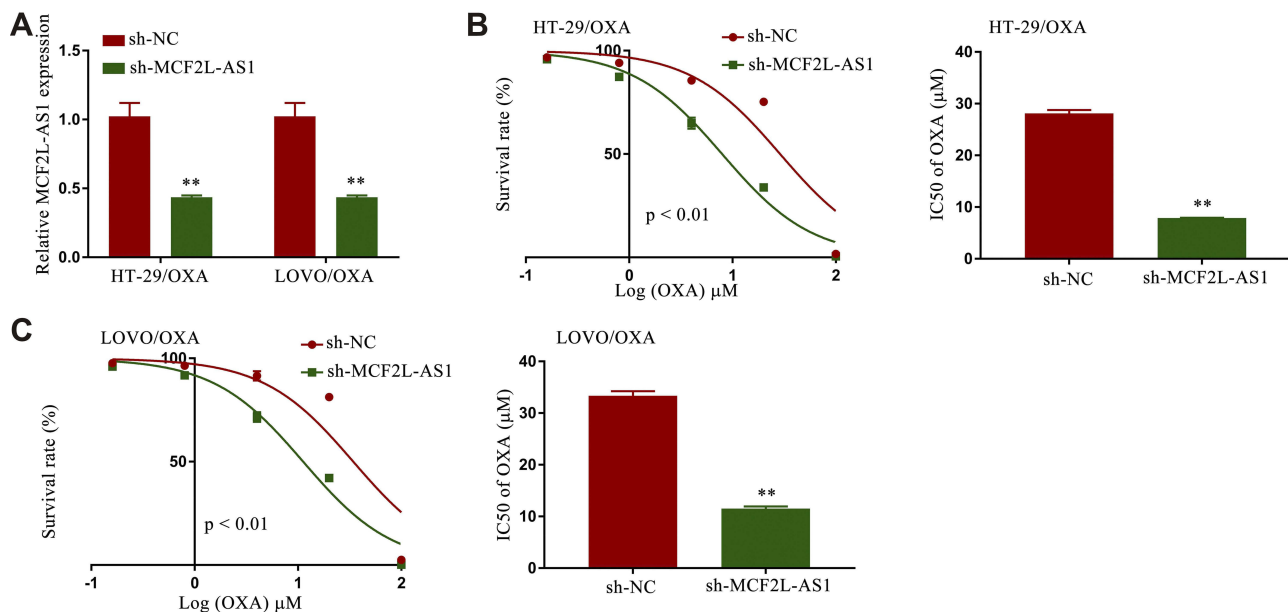 A
sh-NC
sh-MCF2L-AS1
Relative MCF2L-AS1 expression
1.5
1.0
0.5
0.0
**
**
HT-29/OXA
LOVO/OXA
B
HT-29/OXA
sh-NC
sh-MCF2L-AS1
Survival rate (%)
100
50
p < 0.01
-1
0
1
2
Log (OXA) μM
HT-29/OXA
IC50 of OXA (μM)
40
30
20
10
0
**
sh-NC
sh-MCF2L-AS1
C
LOVO/OXA
sh-NC
sh-MCF2L-AS1
Survival rate (%)
100
50
p < 0.01
-1
0
1
2
Log (OXA) μM
LOVO/OXA
IC50 of OXA (μM)
40
30
20
10
0
**
sh-NC
sh-MCF2L-AS1